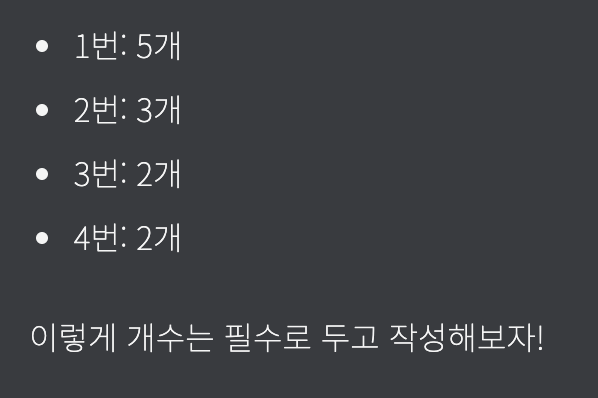 • 1번: 5개
• 2번: 3개
• 3번: 2개
• 4번: 2개
이렇게 개수는 필수로 두고 작성해보자!